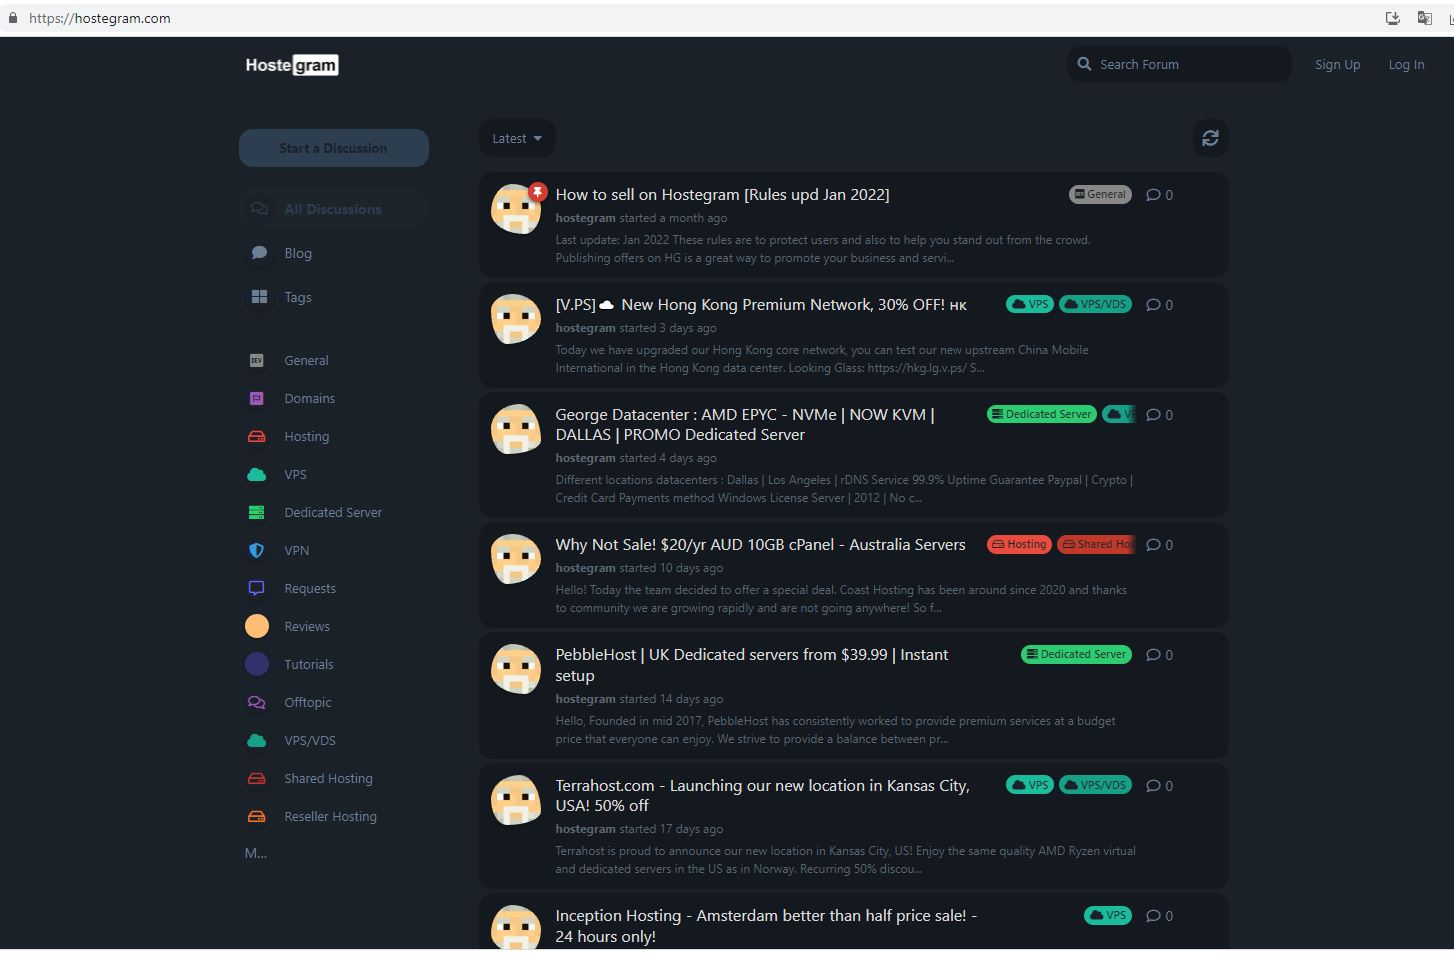 https://hostegram.com
Hostegram
Search Forum
Sign Up
Log In
Start a Discussion
All Discussions
Blog
Tags
General
Domains
Hosting
VPS
Dedicated Server
VPN
Requests
Reviews
Tutorials
Offtopic
VPS/VDS
Shared Hosting
Reseller Hosting
M...
Latest
How to sell on Hostegram [Rules upd Jan 2022]
DEV General
0
hostegram started a month ago
Last update: Jan 2022 These rules are to protect users and also to help you stand out from the crowd.
Publishing offers on HG is a great way to promote your business and servi...
[V.PS]☁ New Hong Kong Premium Network, 30% OFF! ʜᴋ
VPS
VPS/VDS
0
hostegram started 3 days ago
Today we have upgraded our Hong Kong core network, you can test our new upstream China Mobile
International in the Hong Kong data center. Looking Glass: https://hkg.lg.v.ps/ S...
George Datacenter : AMD EPYC - NVMe | NOW KVM |
DALLAS | PROMO Dedicated Server
Dedicated Server
VP
0
hostegram started 4 days ago
Different locations datacenters : Dallas | Los Angeles | rDNS Service 99.9% Uptime Guarantee Paypal | Crypto |
Credit Card Payments method Windows License Server | 2012 | No c...
Why Not Sale! $20/yr AUD 10GB cPanel - Australia Servers
Hosting
Shared Hos
0
hostegram started 10 days ago
Hello! Today the team decided to offer a special deal. Coast Hosting has been around since 2020 and thanks
to community we are growing rapidly and are not going anywhere! So f...
PebbleHost | UK Dedicated servers from $39.99 | Instant
setup
Dedicated Server
0
hostegram started 14 days ago
Hello, Founded in mid 2017, PebbleHost has consistently worked to provide premium services at a budget
price that everyone can enjoy. We strive to provide a balance between pr...
Terrahost.com - Launching our new location in Kansas City,
USA! 50% off
VPS
VPS/VDS
0
hostegram started 17 days ago
Terrahost is proud to announce our new location in Kansas City, US! Enjoy the same quality AMD Ryzen virtual
and dedicated servers in the US as in Norway. Recurring 50% discou...
Inception Hosting - Amsterdam better than half price sale! -
24 hours only!
VPS
0